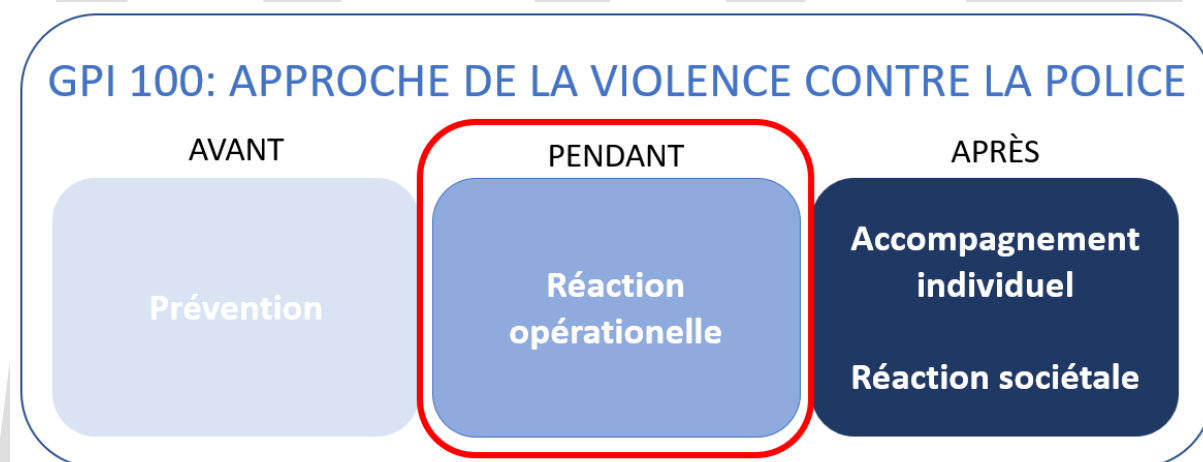 GPI 100: APPROCHE DE LA VIOLENCE CONTRE LA POLICE
AVANT
Prévention
PENDANT
Réaction
opérationelle
APRÈS
Accompagnement
individuel
Réaction sociétale